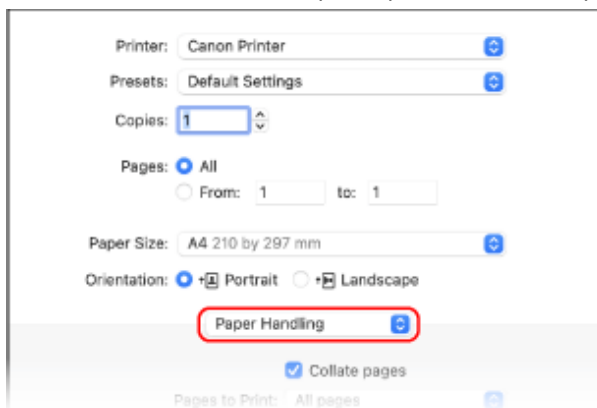 Printer: Canon Printer
Presets: Default Settings
Copies: 1
Pages: All
From: 1 to: 1
Paper Size: A4 210 by 297 mm
Orientation: Portrait Landscape
Paper Handling
Collate pages
Pages to Print: All pages